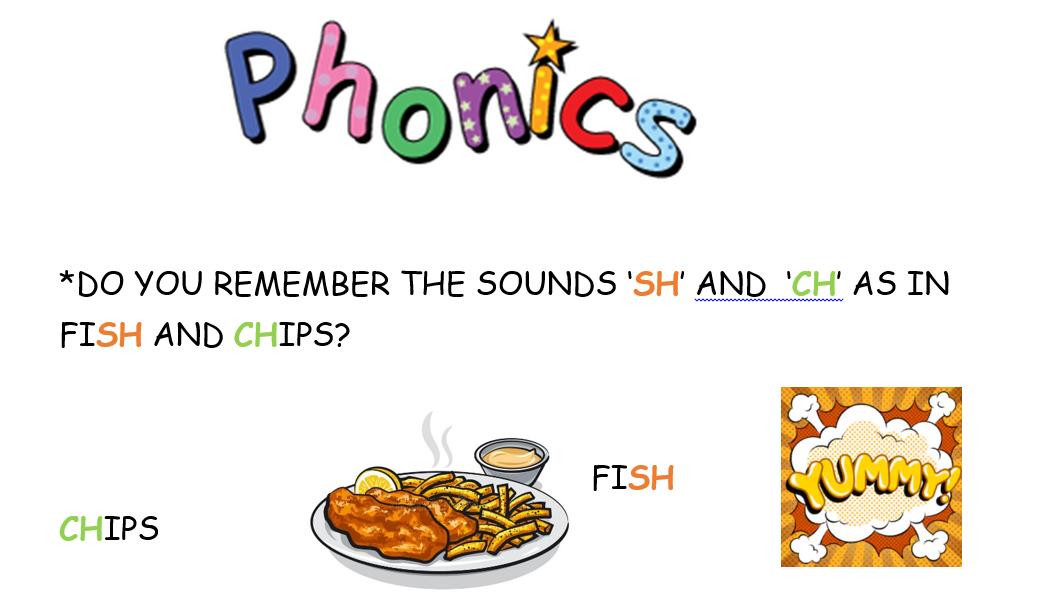 Phonics
*DO YOU REMEMBER THE SOUNDS ‘SH’ AND  ‘CH’ AS IN
FISH AND CHIPS?
FISH
YUMMY!
CHIPS